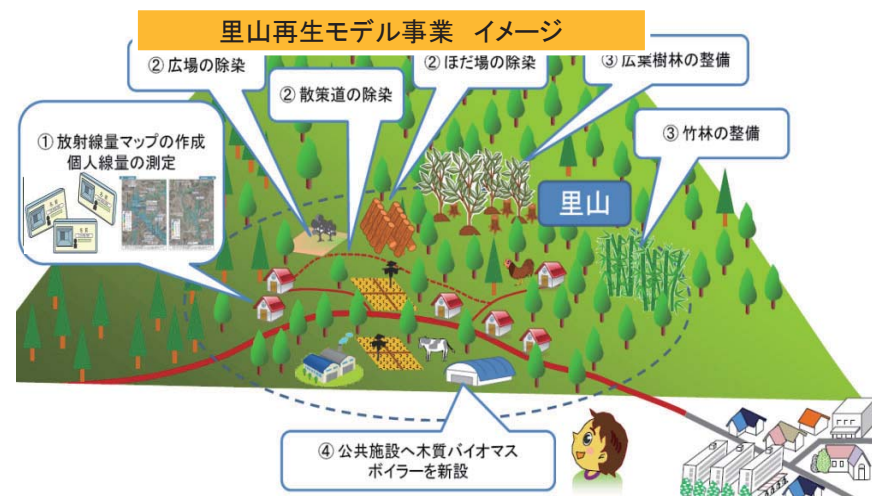 里山再生モデル事業　イメージ
② 広場の除染
② ほだ場の除染
③ 広葉樹林の整備
② 散策道の除染
① 放射線量マップの作成
個人線量の測定
③ 竹林の整備
里山
④ 公共施設へ木質バイオマス
ボイラーを新設